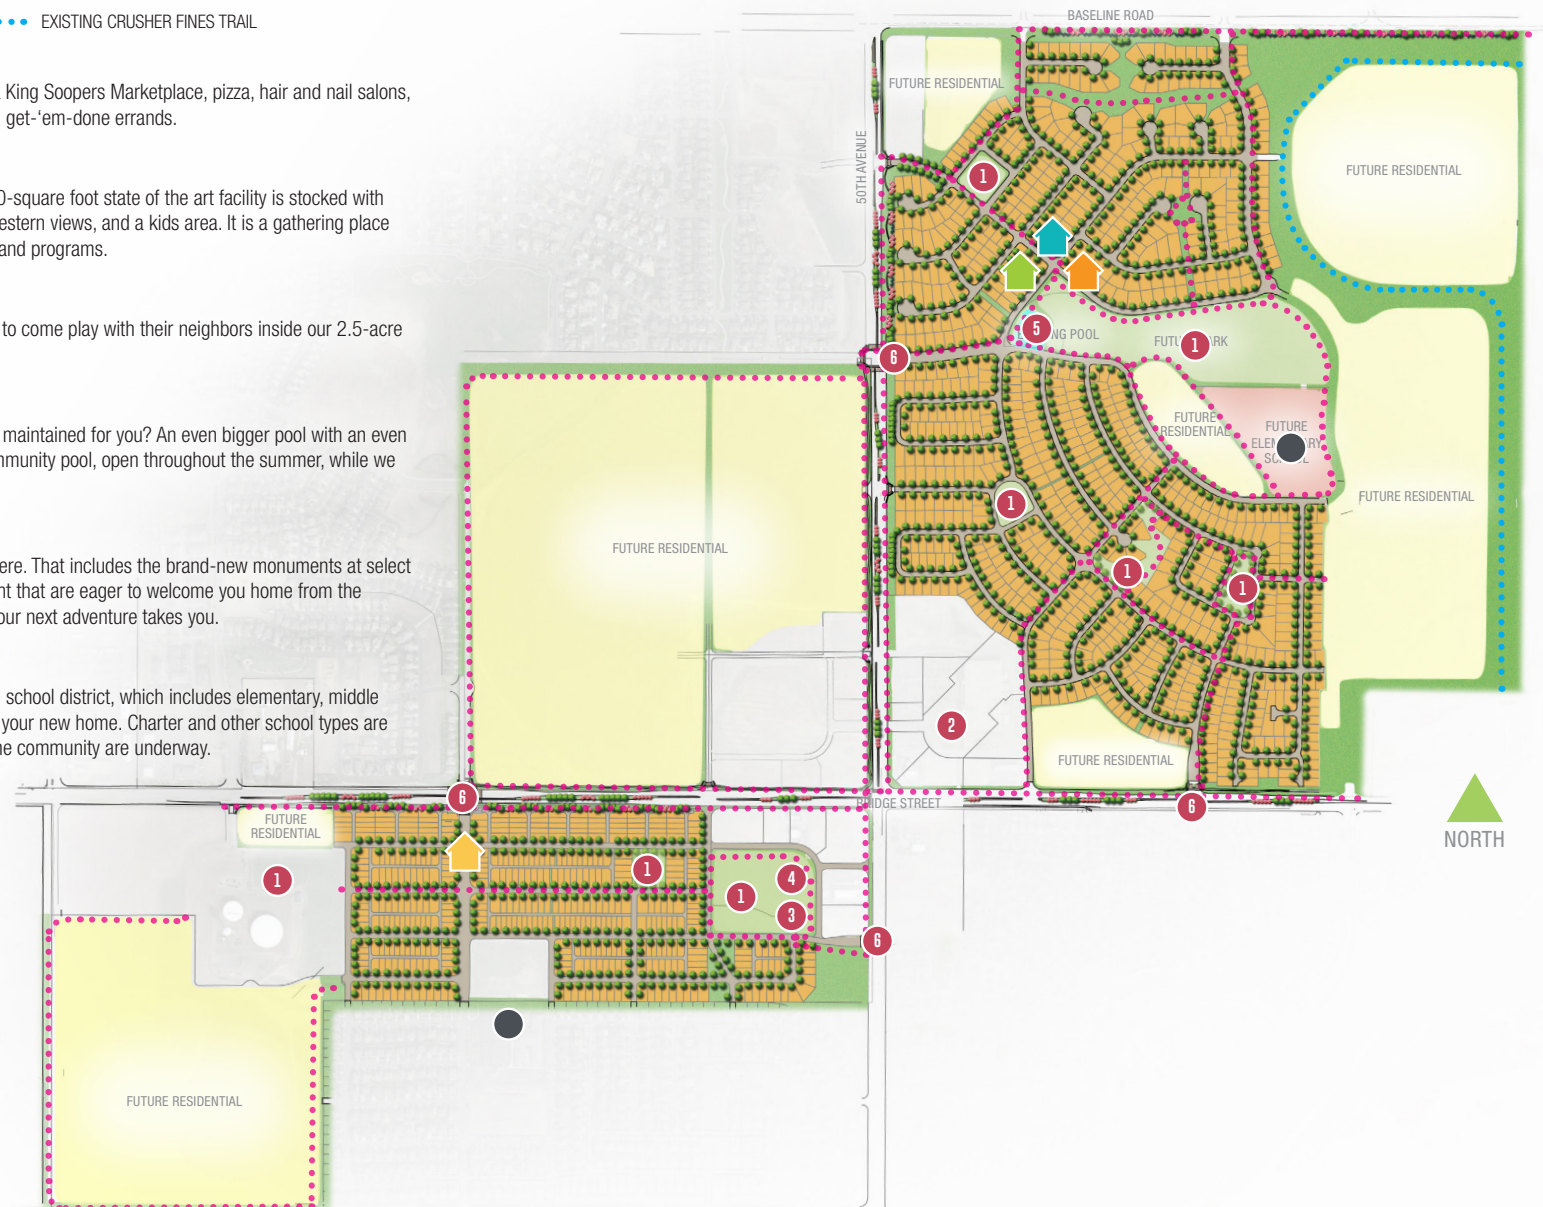 EXISTING CRUSHER FINES TRAIL
King Soopers Marketplace, pizza, hair and nail salons,
get-‘em-done errands.
0-square foot state of the art facility is stocked with
estern views, and a kids area. It is a gathering place
and programs.
to come play with their neighbors inside our 2.5-acre
maintained for you? An even bigger pool with an even
mmunity pool, open throughout the summer, while we
ere. That includes the brand-new monuments at select
nt that are eager to welcome you home from the
our next adventure takes you.
school district, which includes elementary, middle
your new home. Charter and other school types are
ne community are underway.
BASELINE ROAD
50TH AVENUE
FUTURE RESIDENTIAL
FUTURE RESIDENTIAL
1
5
NG POOL
FUTU
1
RK
6
FUTURE
RESIDENTIAL
FUTURE
ELEM
RY
SC
FUTURE RESIDENTIAL
1
FUTURE RESIDENTIAL
1
1
2
FUTURE RESIDENTIAL
6
BRIDGE STREET
6
NORTH
FUTURE
RESIDENTIAL
1
1
1
4
3
6
FUTURE RESIDENTIAL